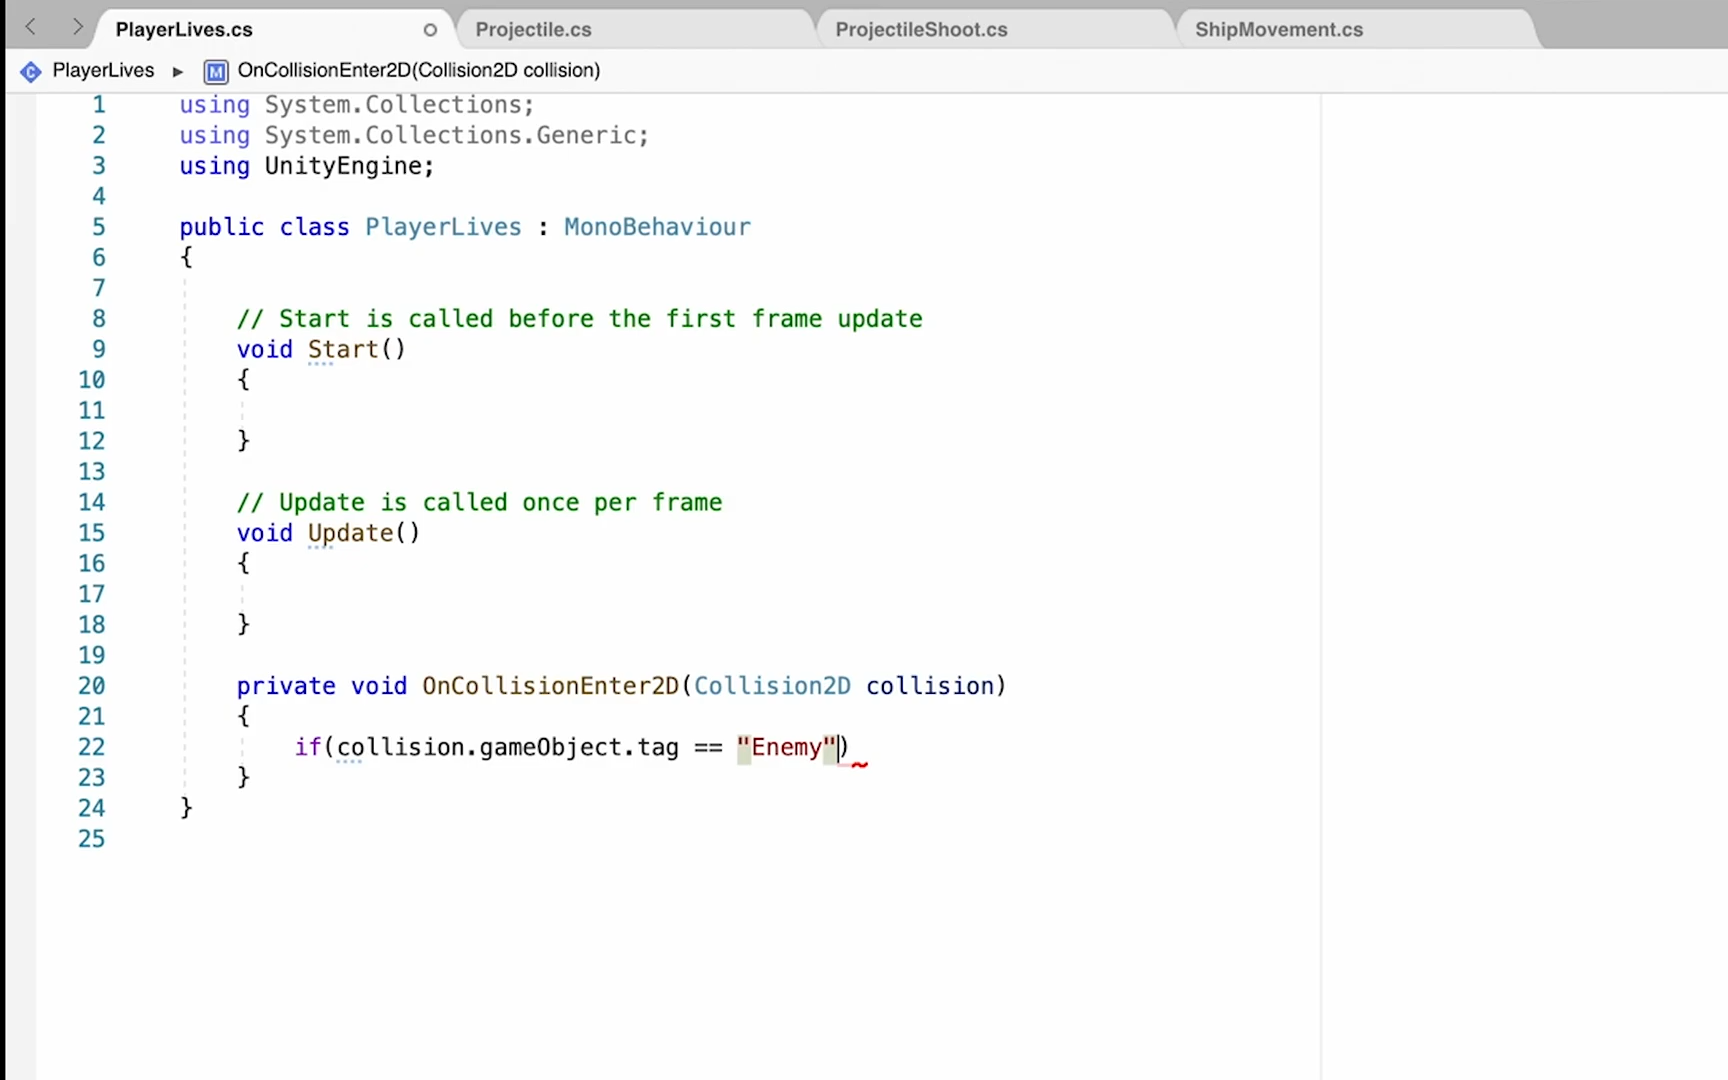 PlayerLives.cs
Projectile.cs
ProjectileShoot.cs
ShipMovement.cs
PlayerLives ▸ M OnCollisionEnter2D(Collision2D collision)
1 using System.Collections;
2 using System.Collections.Generic;
3 using UnityEngine;
4
5 public class PlayerLives : MonoBehaviour
6 {
7
8 // Start is called before the first frame update
9 void Start()
10 {
11
12 }
13
14 // Update is called once per frame
15 void Update()
16 {
17
18 }
19
20 private void OnCollisionEnter2D(Collision2D collision)
21 {
22 if(collision.gameObject.tag == "Enemy")
23 }
24 }
25